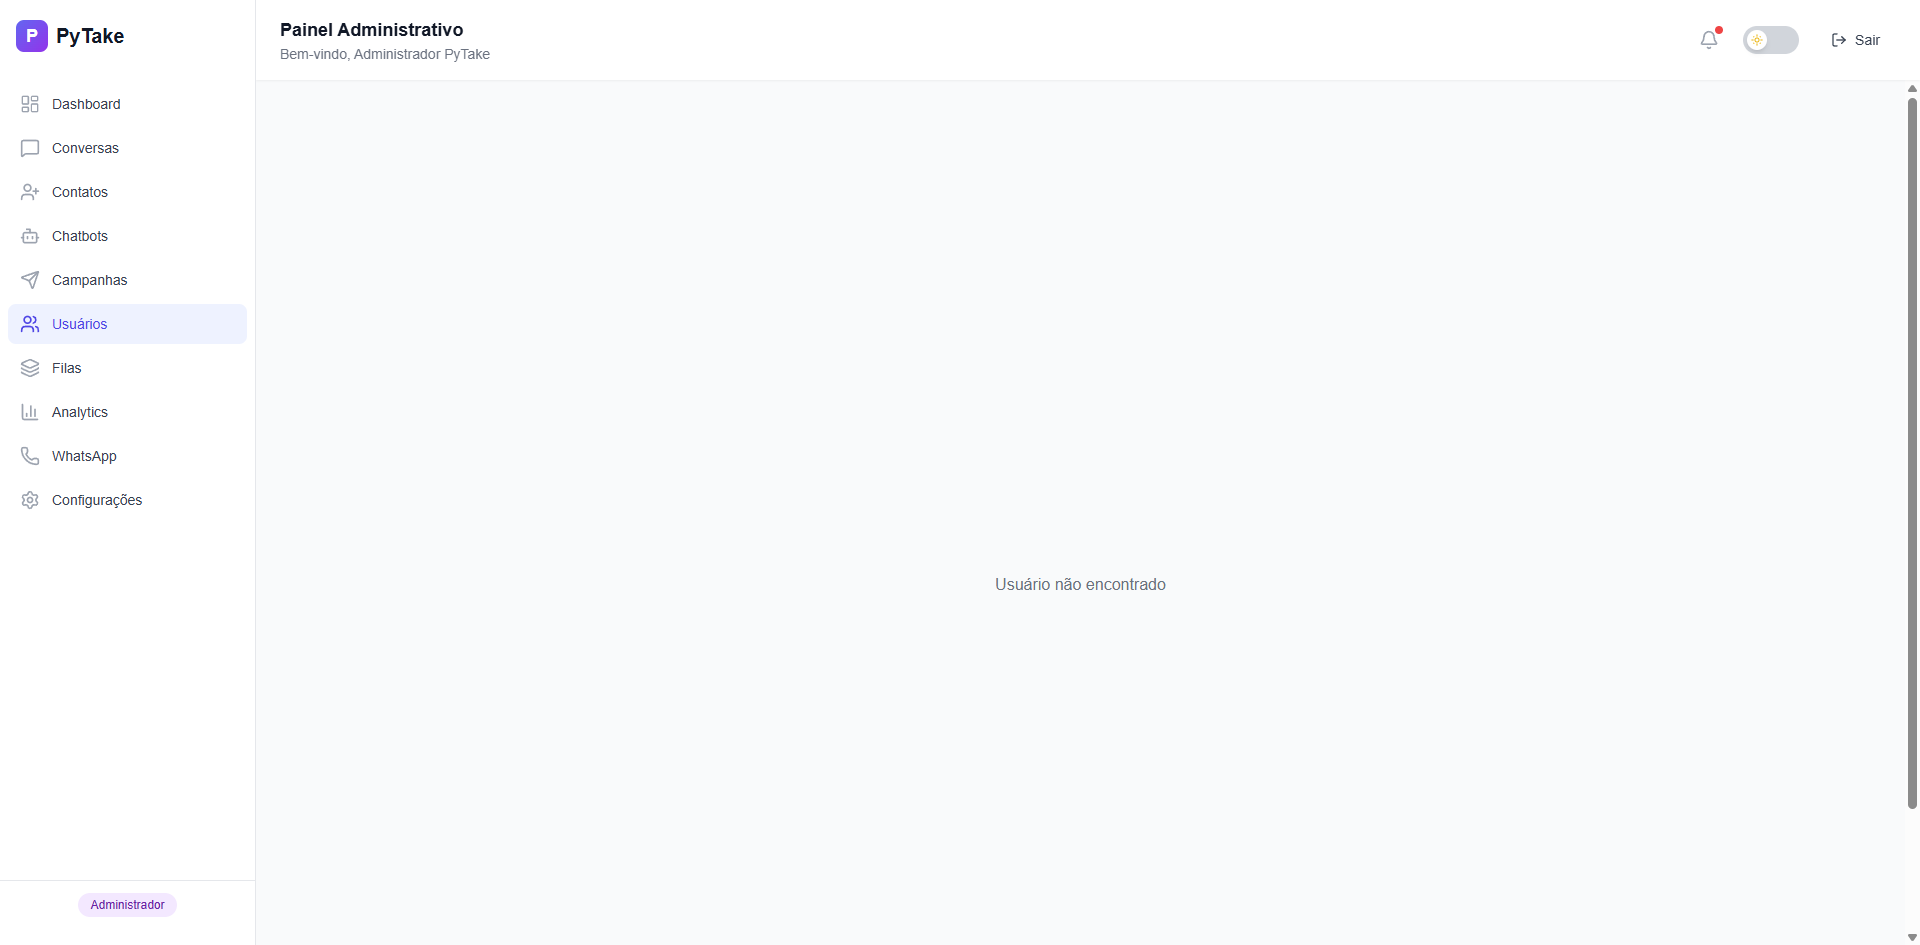 P PyTake
Dashboard
Conversas
Contatos
Chatbots
Campanhas
Usuários
Filas
Analytics
WhatsApp
Configurações
Administrador
Painel Administrativo
Bem-vindo, Administrador PyTake
Sair
Usuário não encontrado